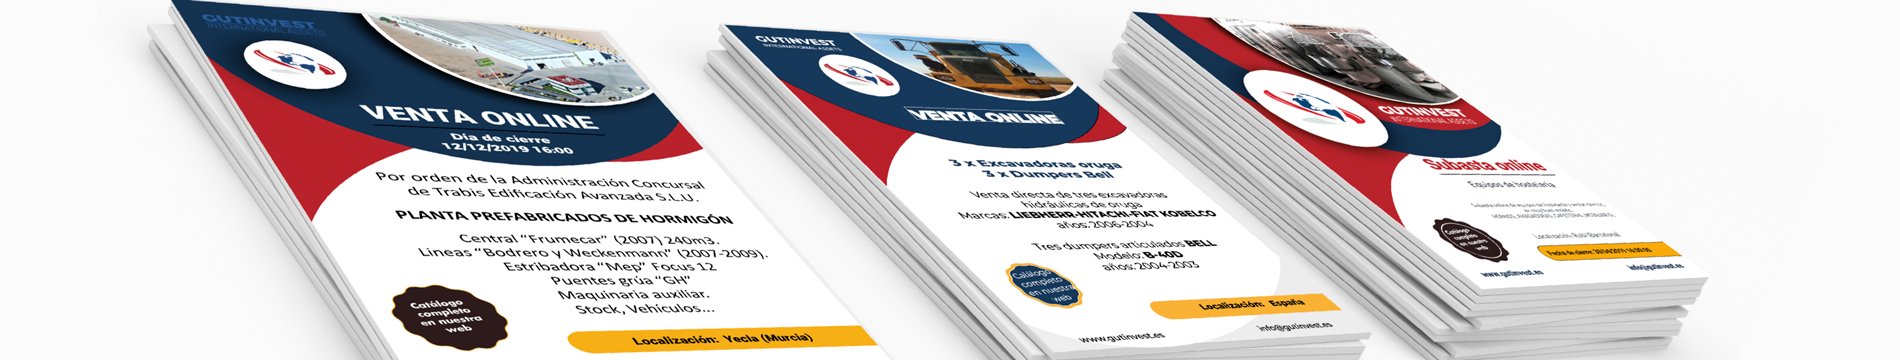 GUTINVEST
INTERNATIONAL ASSETS
VENTA ONLINE
Día de cierre
12/12/2019 16:00
Por orden de la Administración Concursal
de Trabis Edificación Avanzada S.L.U.
PLANTA PREFABRICADOS DE HORMIGÓN
Central “Frumecar” (2007) 240m3.
Lineas “Bodrero y Weckenmann” (2007-2009).
Estribadora “Mep” Focus 12
Puentes grúa “GH”
Maquinaria auxiliar.
Stock, Vehículos...
Catálogo
completo
en nuestra
web
Localización: Yecla (Murcia)
GUTINVEST
INTERNATIONAL ASSETS
VENTA ONLINE
3 x Excavadoras oruga
3 x Dumpers Bell
Venta directa de tres excavadoras
hidráulicas de oruga
Marcas: LIEBHERR-HITACH-FIAT KOBELCO
años: 2006-2004
Tres dumpers articulados BELL
Modelo: B-40D
años: 2004-2003
Catálogo
completo
en nuestra
web
Localización: España
www.gutinvest.es
info@gutinvest.es
GUTINVEST
INTERNATIONAL ASSETS
Subasta online
Equipos de hostelería
Catálogo
completo
en nuestra
web
www.gutinvest.es
info@gutinvest.es